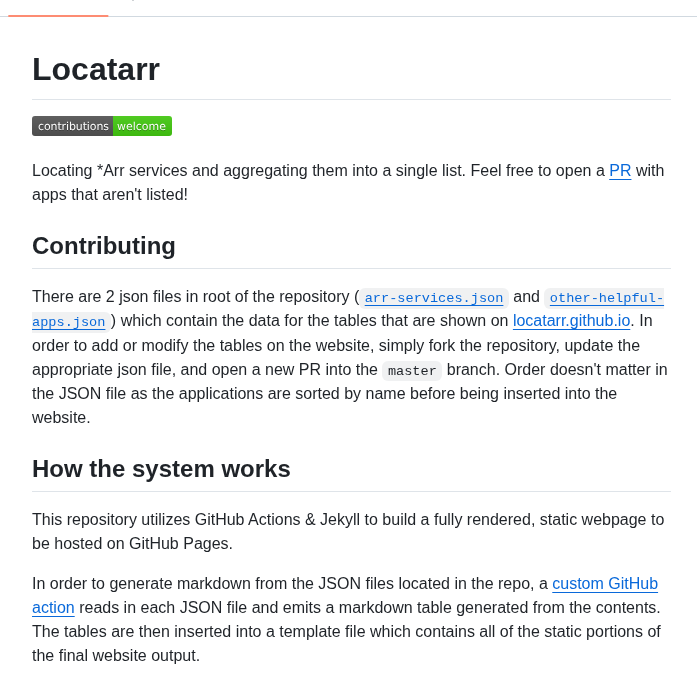 Locatarr
contributions welcome
Locating *Arr services and aggregating them into a single list. Feel free to open a PR with
apps that aren't listed!
Contributing
There are 2 json files in root of the repository ( arr-services.json and other-helpful-
apps.json ) which contain the data for the tables that are shown on locatarr.github.io. In
order to add or modify the tables on the website, simply fork the repository, update the
appropriate json file, and open a new PR into the master branch. Order doesn't matter in
the JSON file as the applications are sorted by name before being inserted into the
website.
How the system works
This repository utilizes GitHub Actions & Jekyll to build a fully rendered, static webpage to
be hosted on GitHub Pages.
In order to generate markdown from the JSON files located in the repo, a custom GitHub
action reads in each JSON file and emits a markdown table generated from the contents.
The tables are then inserted into a template file which contains all of the static portions of
the final website output.